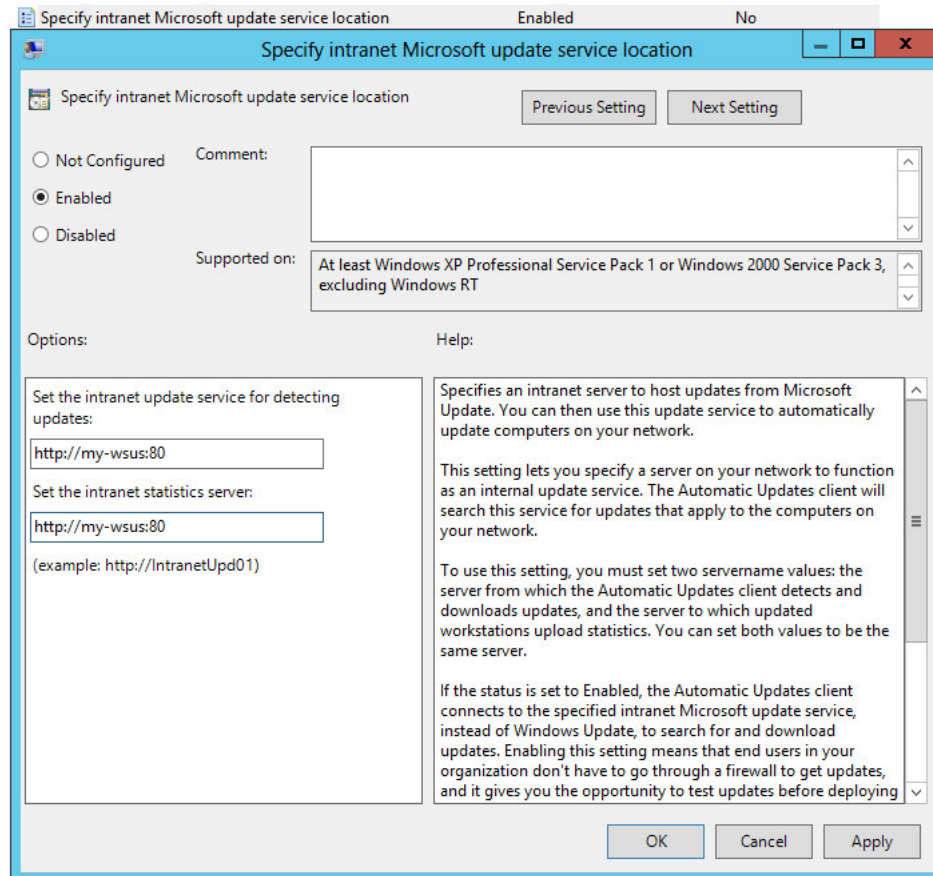 Specify intranet Microsoft update service location Enabled No
Specify intranet Microsoft update service location
Specify intranet Microsoft update service location
Previous Setting
Next Setting
Not Configured
Enabled
Disabled
Comment:
Supported on:
At least Windows XP Professional Service Pack 1 or Windows 2000 Service Pack 3,
excluding Windows RT
Options:
Help:
Set the intranet update service for detecting
updates:
http://my-wsus:80
Set the intranet statistics server:
http://my-wsus:80
(example: http://IntranetUpd01)
Specifies an intranet server to host updates from Microsoft
Update. You can then use this update service to automatically
update computers on your network.
This setting lets you specify a server on your network to function
as an internal update service. The Automatic Updates client will
search this service for updates that apply to the computers on
your network.
To use this setting, you must set two servername values: the
server from which the Automatic Updates client detects and
downloads updates, and the server to which updated
workstations upload statistics. You can set both values to be the
same server.
If the status is set to Enabled, the Automatic Updates client
connects to the specified intranet Microsoft update service,
instead of Windows Update, to search for and download
updates. Enabling this setting means that end users in your
organization don't have to go through a firewall to get updates,
and it gives you the opportunity to test updates before deploying
OK
Cancel
Apply